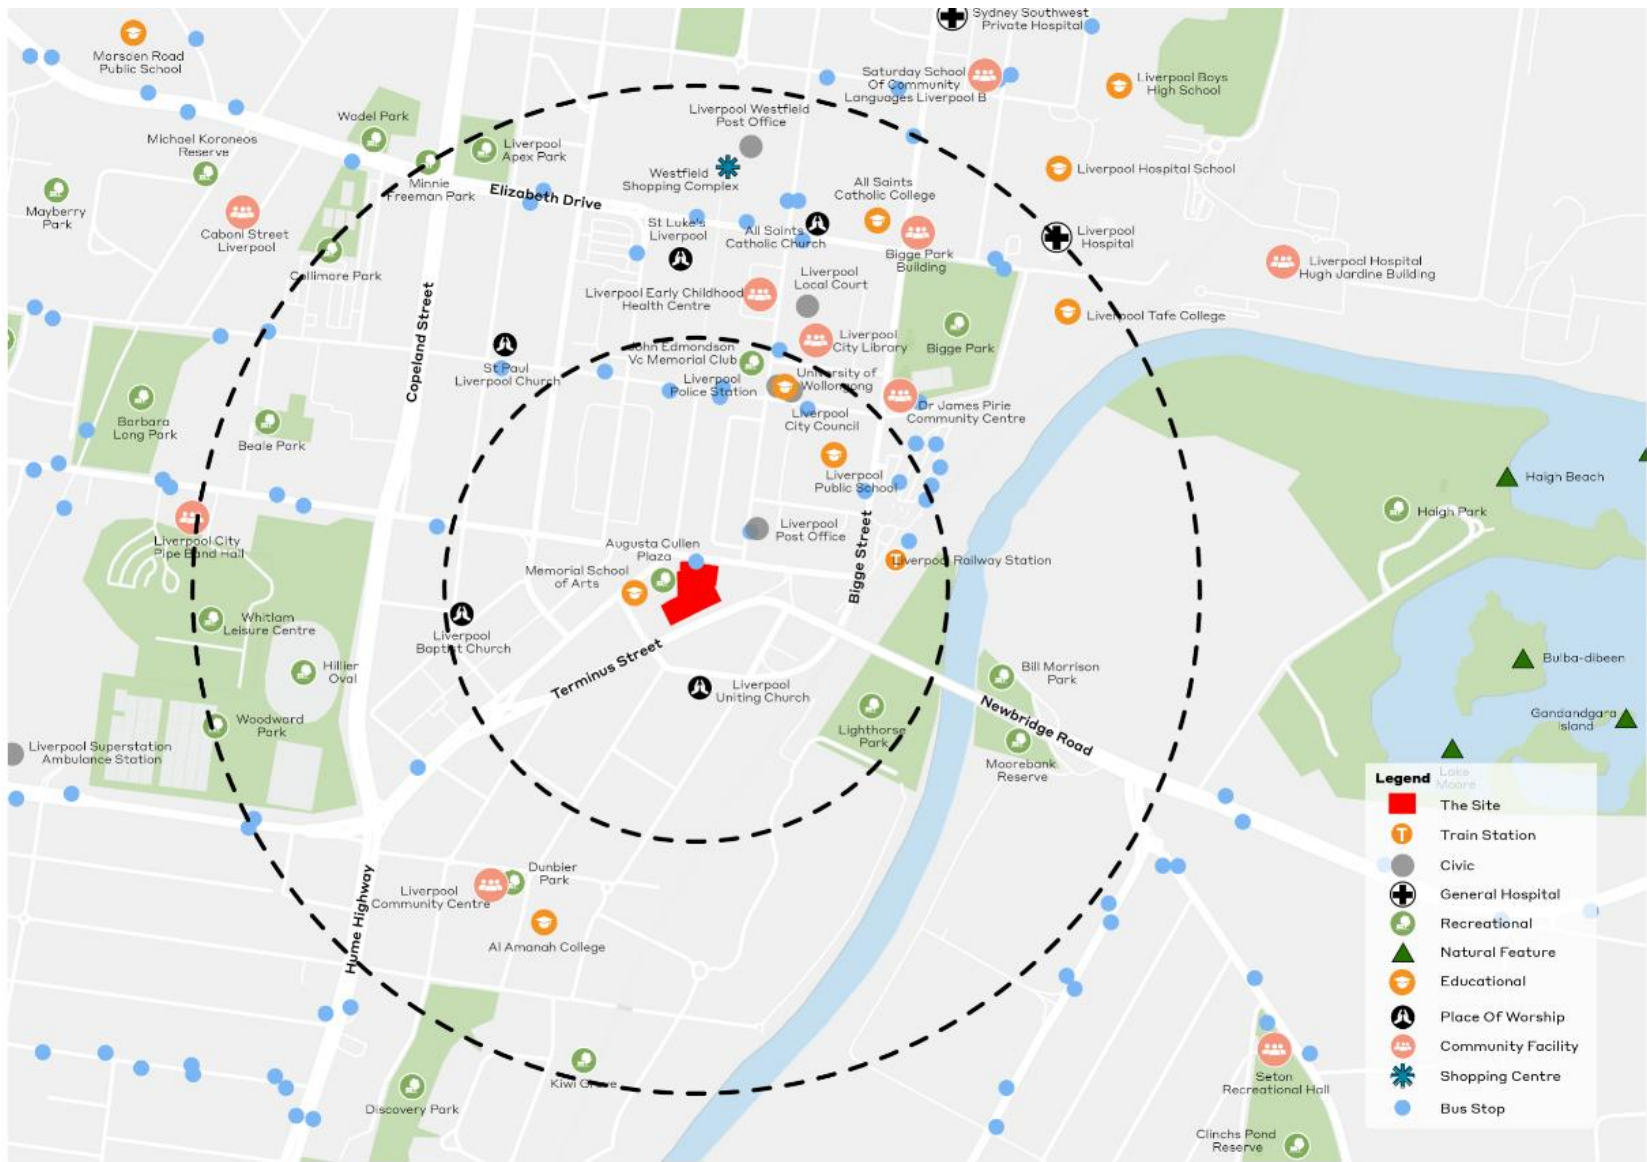 Sydney Southwest
Private Hospital
Marsden Road
Public School
Saturday School
Of Community
Languages Liverpool B
Liverpool Boys
High School
Wadel Park
Liverpool Westfield
Post Office
Michael Koroneos
Reserve
Liverpool
Apex Park
Westfield
Shopping Complex
Liverpool Hospital School
Minnie
Freeman Park
Elizabeth Drive
All Saints
Catholic College
Mayberry
Park
Caboni Street
Liverpool
St Luke's
Liverpool
All Saints
Catholic Church
Liverpool
Hospital
Bigge Park
Building
Liverpool Hospital
Hugh Jardine Building
Collimore Park
Liverpool
Local Court
Liverpool Early Childhood
Health Centre
Copeland Street
Liverpool Tafe College
Liverpool
City Library
Bigge Park
John Edmondson
Vc Memorial Club
St Paul
Liverpool Church
Liverpool
Police Station
University of
Wollongong
Dr James Pirie
Community Centre
Liverpool
City Council
Barbara
Long Park
Beale Park
Liverpool
Public School
Haigh Beach
Haigh Park
Liverpool City
Pipe Band Hall
Liverpool
Post Office
Augusta Cullen
Plaza
Bigge Street
Liverpool Railway Station
Memorial School
of Arts
Whitlam
Leisure Centre
Liverpool
Baptist Church
Hillier
Oval
Terminus Street
Bill Morrison
Park
Bulba-dibeen
Liverpool
Uniting Church
Newbridge Road
Gandandgara
Island
Woodward
Park
Lighthorse
Park
Liverpool Superstation
Ambulance Station
Moorebank
Reserve
Lake
Moore
Legend
The Site
T Train Station
Civic
General Hospital
Recreational
Natural Feature
Educational
Place Of Worship
Community Facility
Shopping Centre
Bus Stop
Dunbier
Park
Liverpool
Community Centre
Hume Highway
Al Amanah College
Kiwi Grove
Discovery Park
Seton
Recreational Hall
Clinchs Pond
Reserve